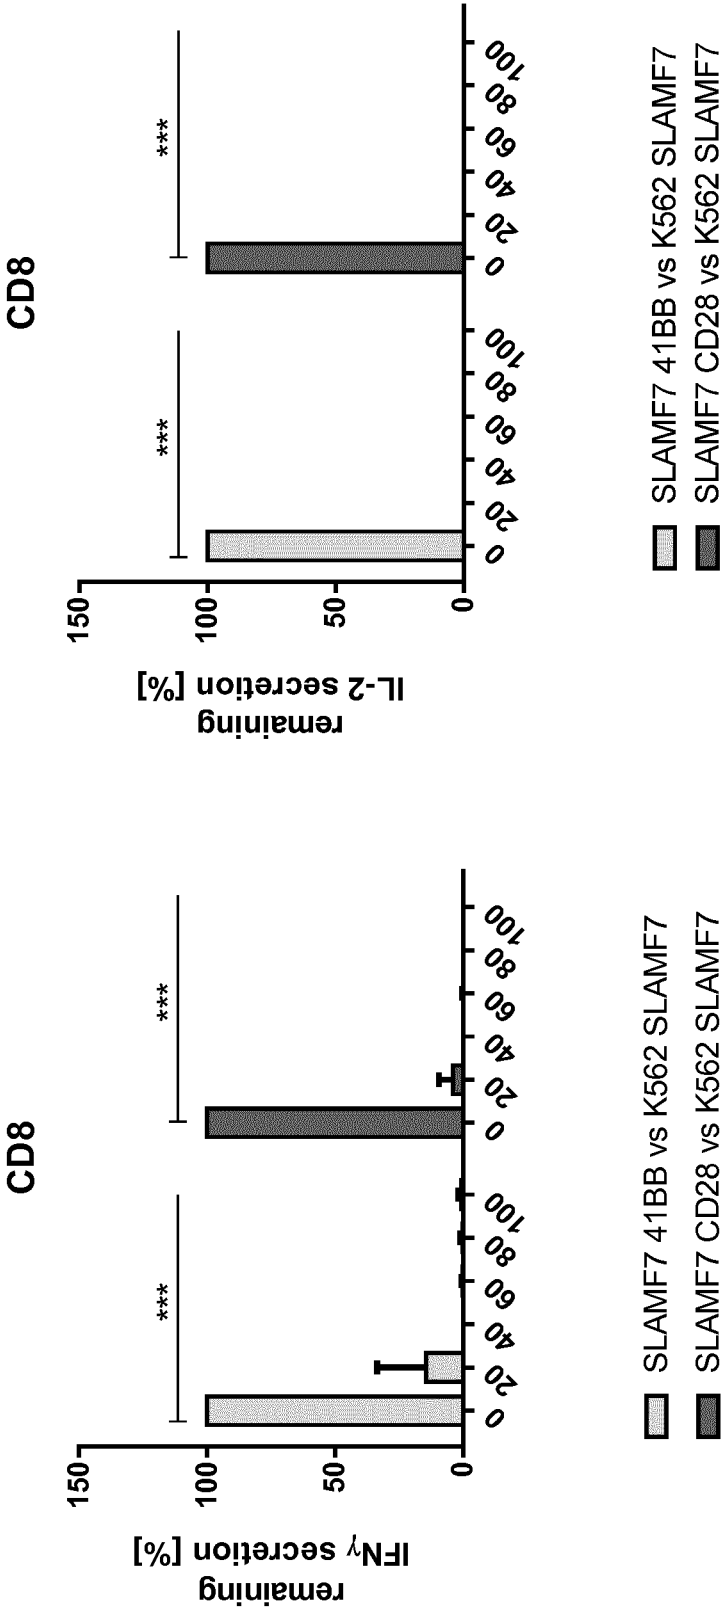 CD8
remaining
IFNγ secretion [%]
150
100
50
0
***
***
0 20 40 60 80 100 0 20 40 60 80 100
SLAMF7 41BB vs K562 SLAMF7
SLAMF7 CD28 vs K562 SLAMF7
CD8
remaining
IL-2 secretion [%]
150
100
50
0
***
***
0 20 40 60 80 100 0 20 40 60 80 100
SLAMF7 41BB vs K562 SLAMF7
SLAMF7 CD28 vs K562 SLAMF7